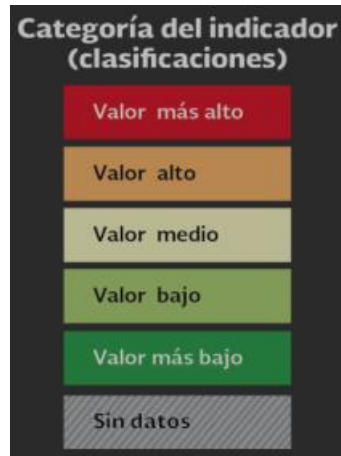 Categoría del indicador
(clasificaciones)
Valor más alto
Valor alto
Valor medio
Valor bajo
Valor más bajo
Sin datos